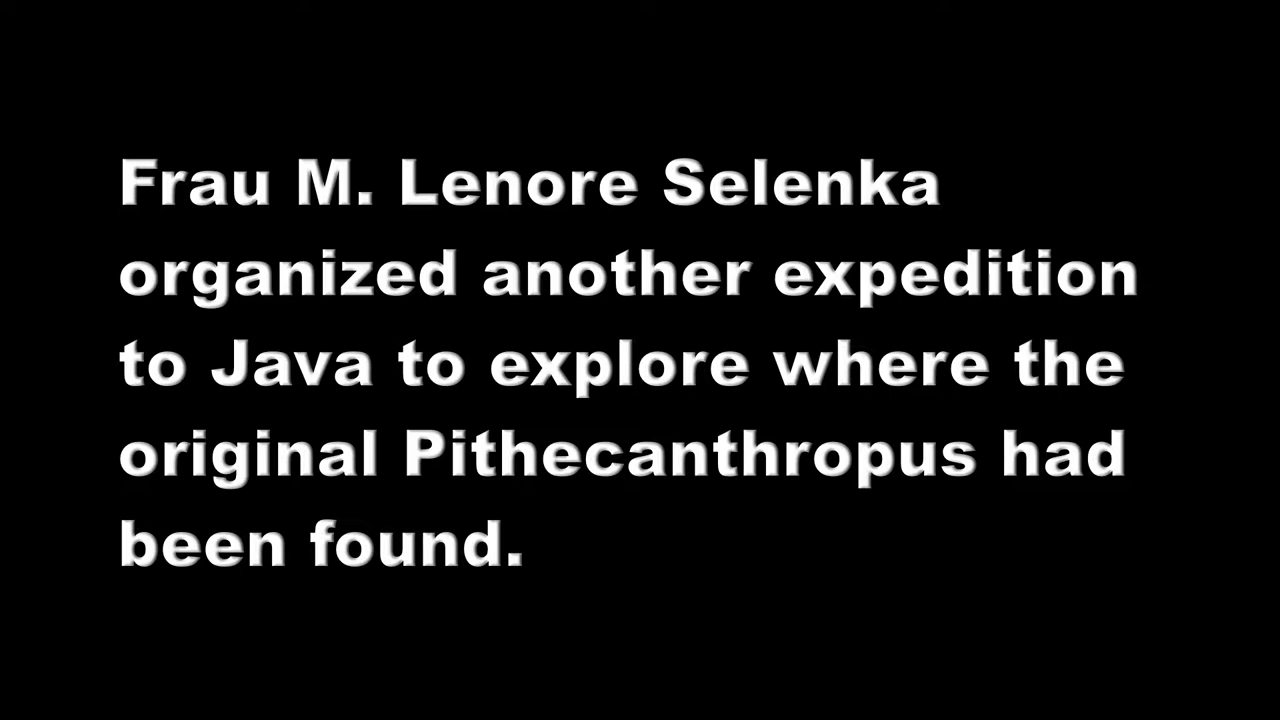 Frau M. Lenore Selenka
organized another expedition
to Java to explore where the
original Pithecanthropus had
been found.